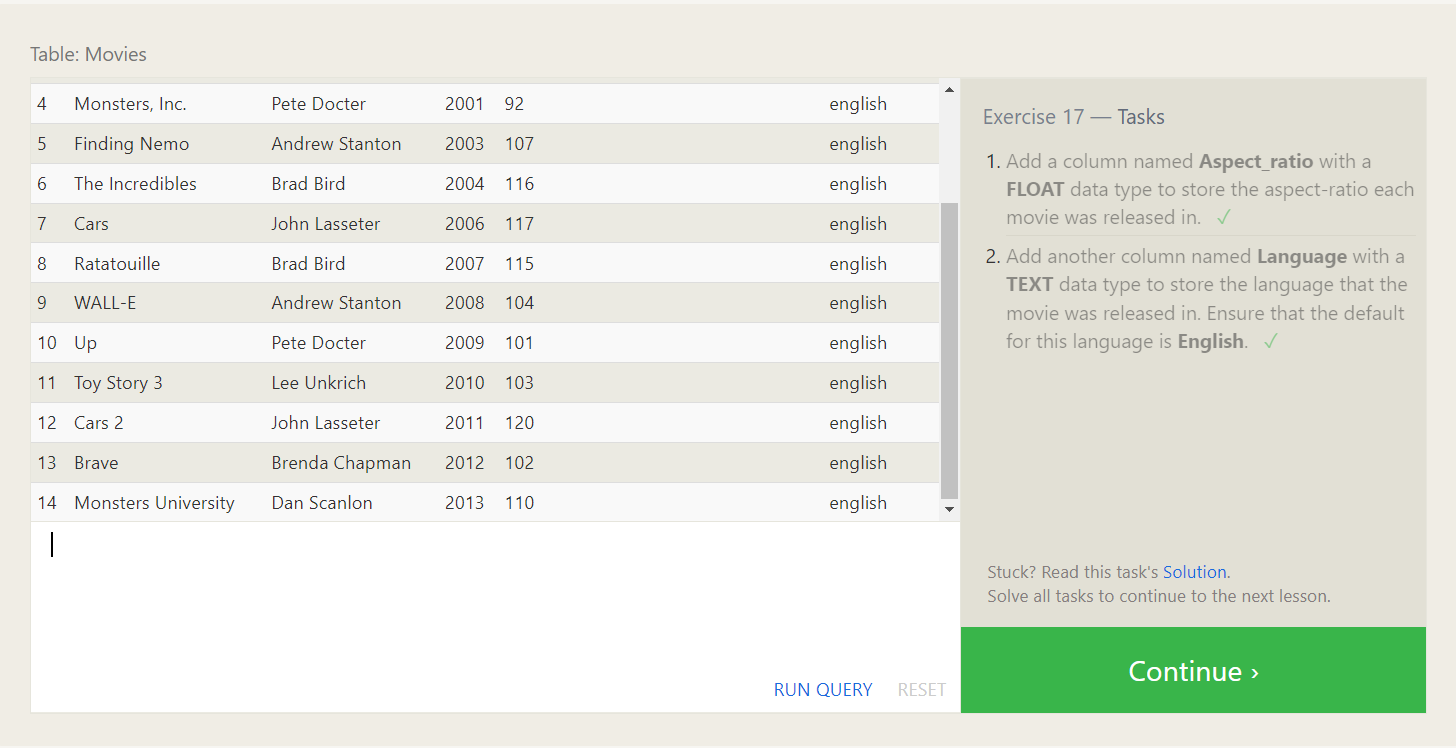 Table: Movies
4 Monsters, Inc. Pete Docter 2001 92 english
5 Finding Nemo Andrew Stanton 2003 107 english
6 The Incredibles Brad Bird 2004 116 english
7 Cars John Lasseter 2006 117 english
8 Ratatouille Brad Bird 2007 115 english
9 WALL-E Andrew Stanton 2008 104 english
10 Up Pete Docter 2009 101 english
11 Toy Story 3 Lee Unkrich 2010 103 english
12 Cars 2 John Lasseter 2011 120 english
13 Brave Brenda Chapman 2012 102 english
14 Monsters University Dan Scanlon 2013 110 english
RUN QUERY RESET
Exercise 17 — Tasks
1. Add a column named Aspect_ratio with a
FLOAT data type to store the aspect-ratio each
movie was released in. ✓
2. Add another column named Language with a
TEXT data type to store the language that the
movie was released in. Ensure that the default
for this language is English. ✓
Stuck? Read this task's Solution.
Solve all tasks to continue to the next lesson.
Continue ›